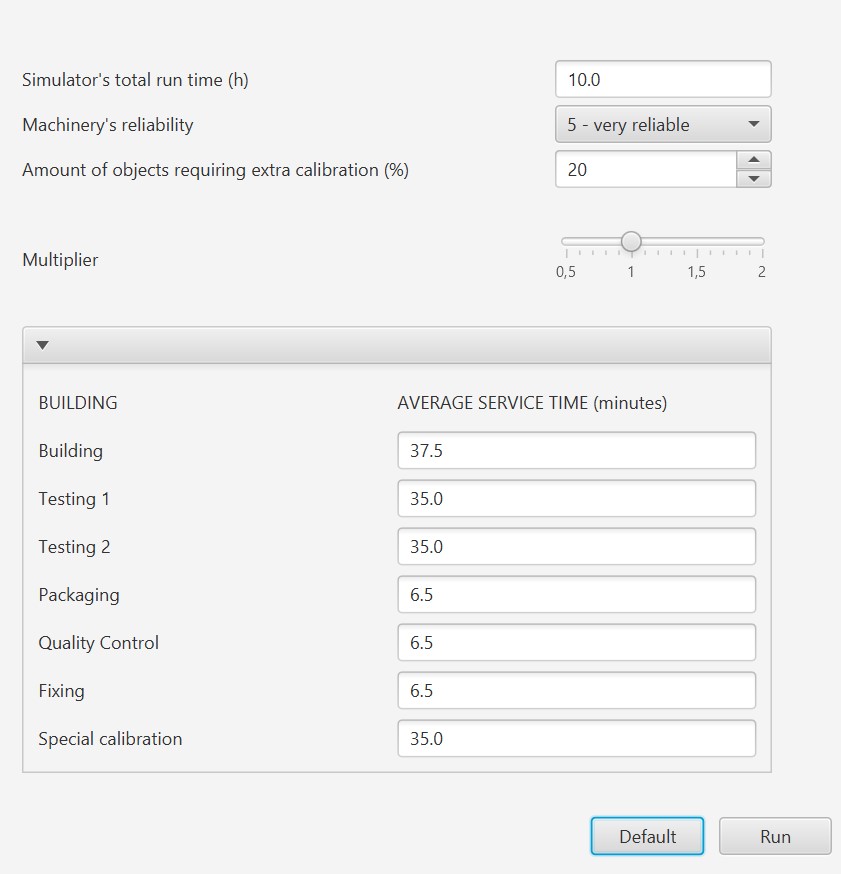 Simulator's total run time (h) 10.0
Machinery's reliability 5 - very reliable
Amount of objects requiring extra calibration (%) 20
Multiplier
0,5 1 1,5 2
BUILDING AVERAGE SERVICE TIME (minutes)
Building 37.5
Testing 1 35.0
Testing 2 35.0
Packaging 6.5
Quality Control 6.5
Fixing 6.5
Special calibration 35.0
Default Run